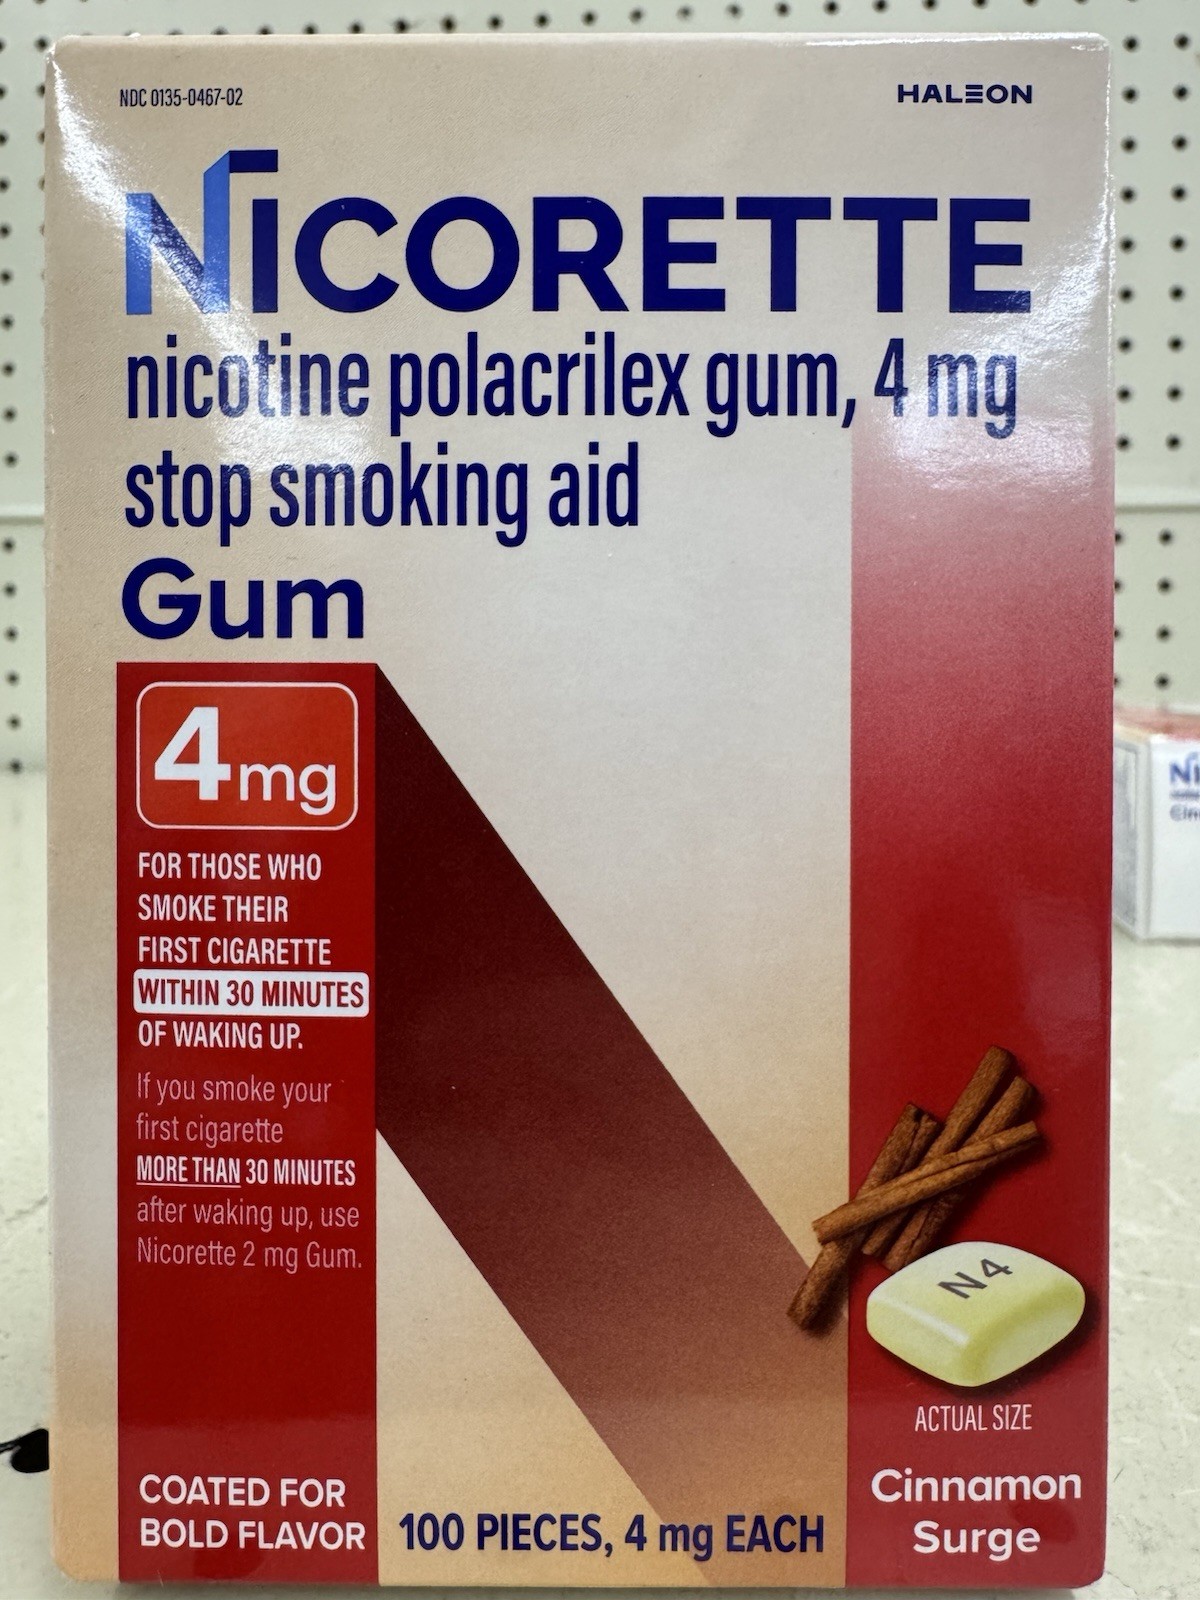 NDC 0135-0467-02
HALEON
NICORETTE
nicotine polacrilex gum, 4 mg
stop smoking aid
Gum
4mg
FOR THOSE WHO
SMOKE THEIR
FIRST CIGARETTE
WITHIN 30 MINUTES
OF WAKING UP.
If you smoke your
first cigarette
MORE THAN 30 MINUTES
after waking up, use
Nicorette 2 mg Gum.
COATED FOR
BOLD FLAVOR
100 PIECES, 4 mg EACH
N4
ACTUAL SIZE
Cinnamon
Surge